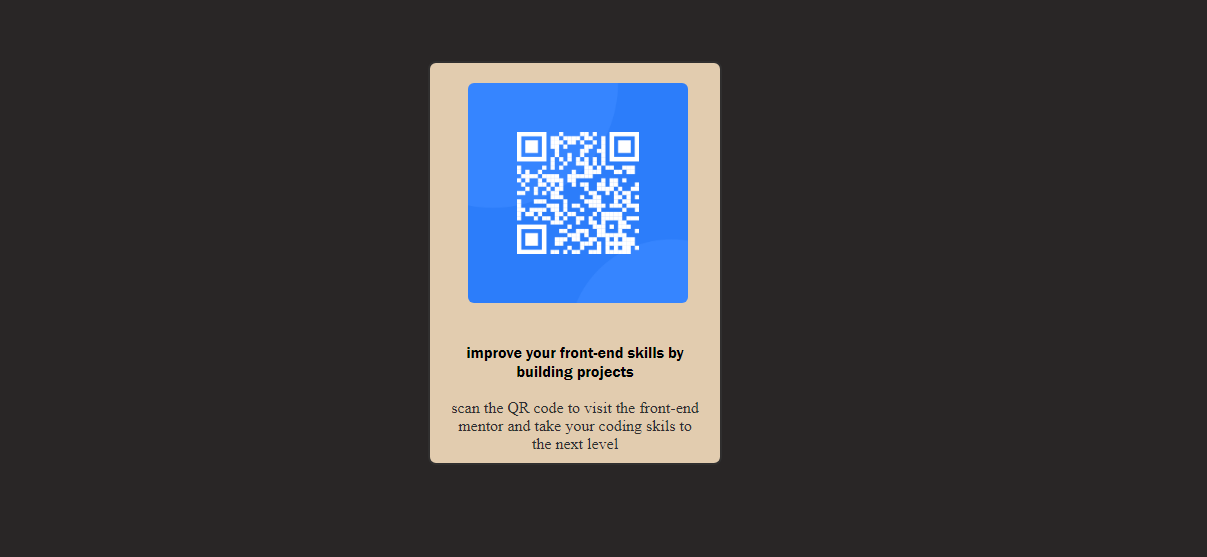 improve your front-end skills by
building projects
scan the QR code to visit the front-end
mentor and take your coding skils to
the next level